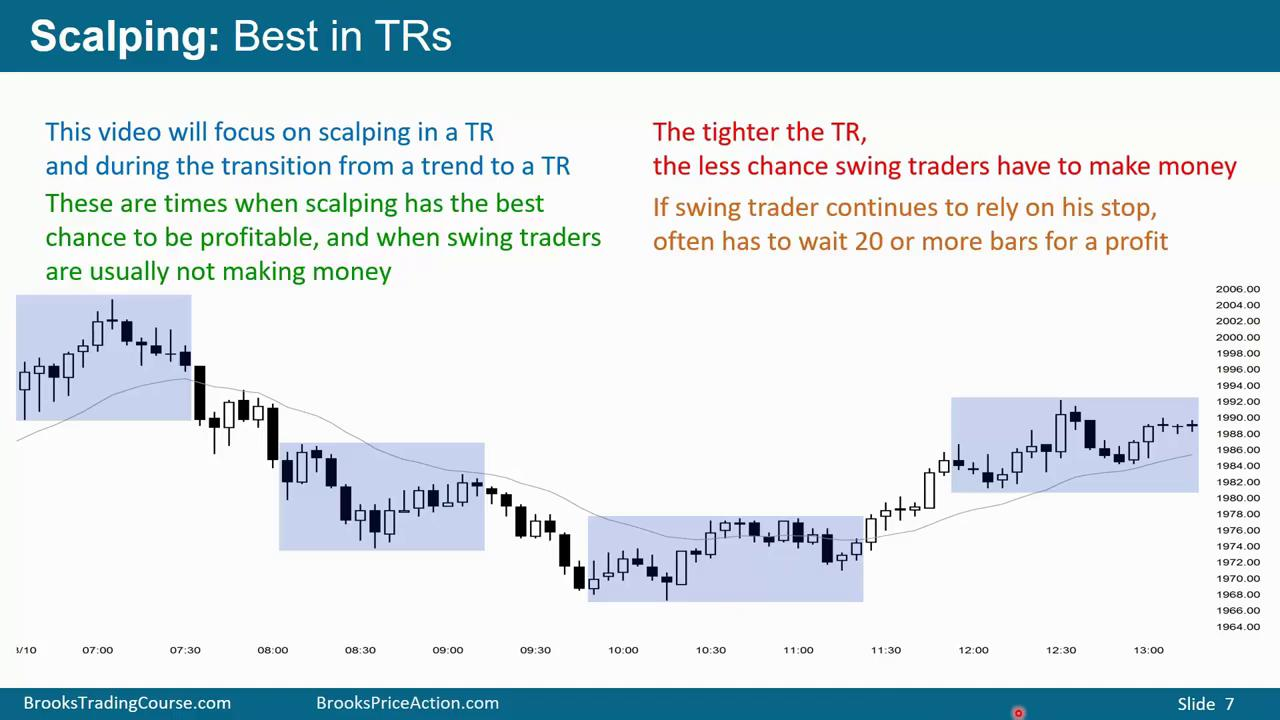 Scalping: Best in TRs
This video will focus on scalping in a TR
and during the transition from a trend to a TR
These are times when scalping has the best
chance to be profitable, and when swing traders
are usually not making money
The tighter the TR,
the less chance swing traders have to make money
If swing trader continues to rely on his stop,
often has to wait 20 or more bars for a profit
2006.00
2004.00
2002.00
2000.00
1998.00
1996.00
1994.00
1992.00
1990.00
1988.00
1986.00
1984.00
1982.00
1980.00
1978.00
1976.00
1974.00
1972.00
1970.00
1968.00
1966.00
1964.00
/10 07:00 07:30 08:00 08:30 09:00 09:30 10:00 10:30 11:00 11:30 12:00 12:30 13:00
BrooksTradingCourse.com BrooksPriceAction.com Slide 7